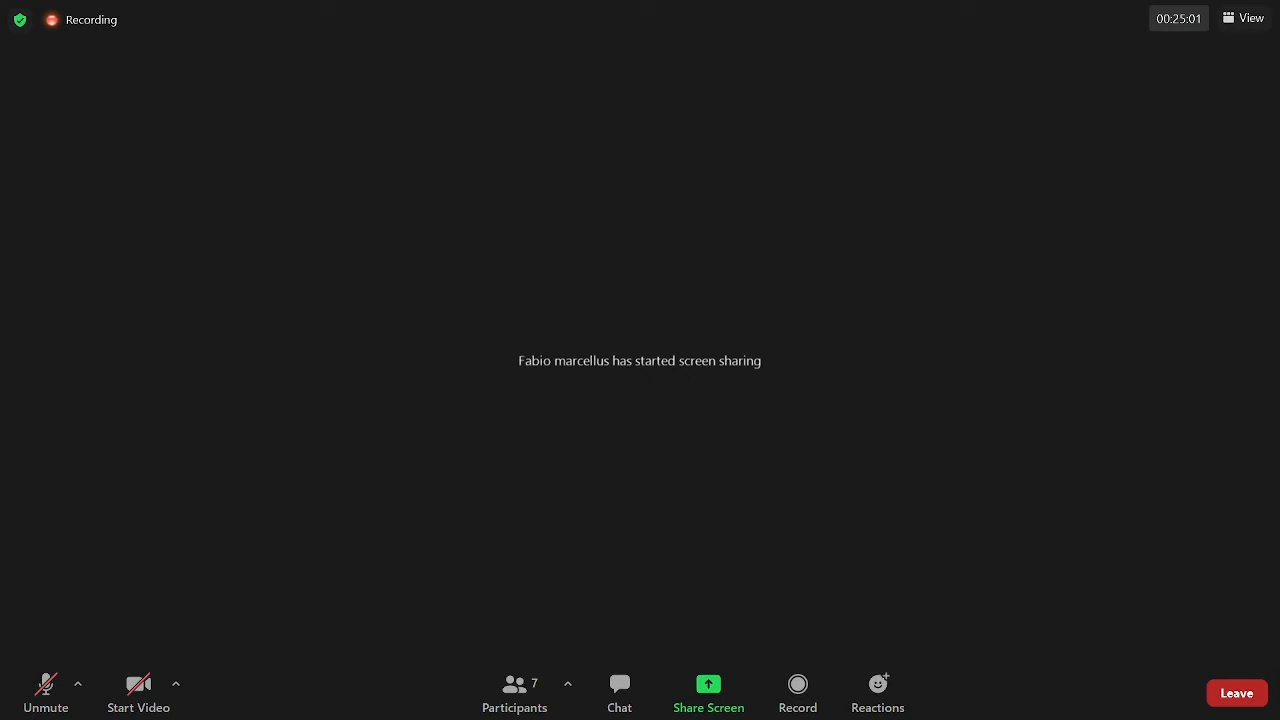 Recording
00:25:01
View
Fabio marcellus has started screen sharing
Unmute
Start Video
7
Participants
Chat
Share Screen
Record
Reactions
Leave